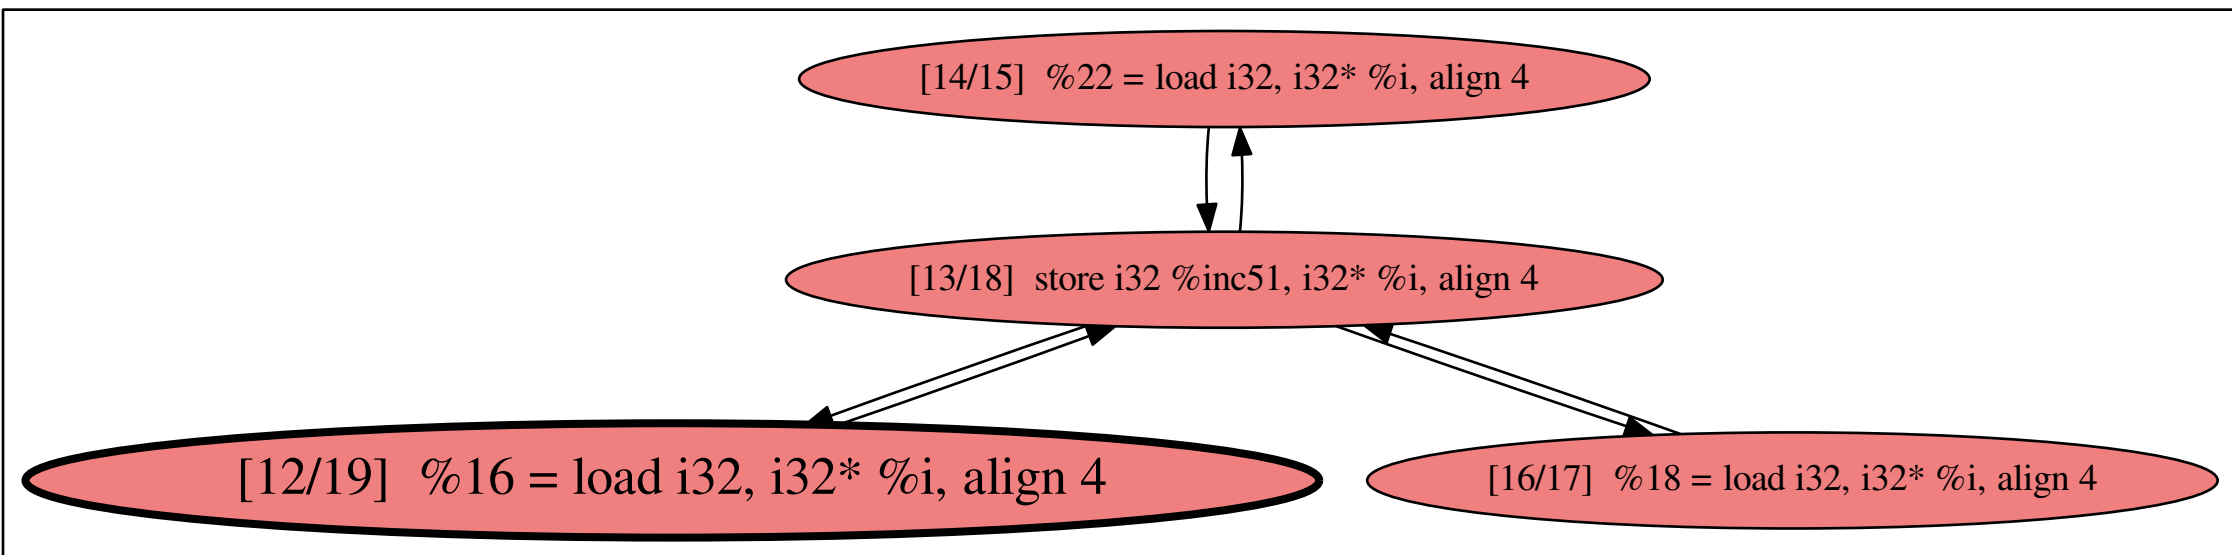 [14/15]  %22 = load i32, i32* %i, align 4
[13/18]  store i32 %inc51, i32* %i, align 4
[12/19]  %16 = load i32, i32* %i, align 4
[16/17]  %18 = load i32, i32* %i, align 4